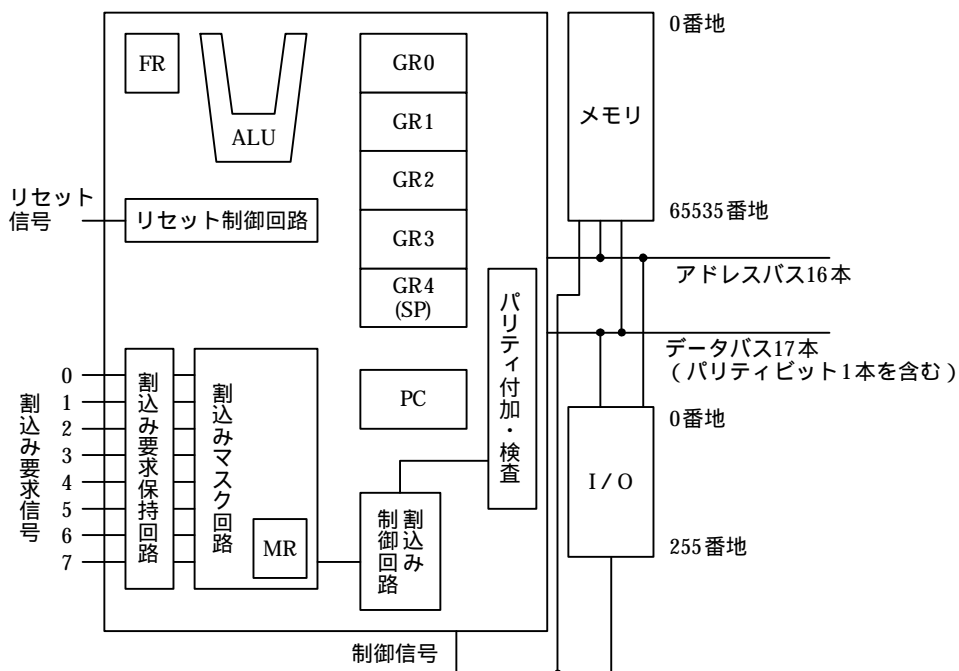 FR
ALU
GR0
GR1
GR2
GR3
GR4
(SP)
リセット
信号
リセット制御回路
メモリ
0番地
65535番地
アドレスバス16本
データバス17本
(パリティビット1本を含む)
パリティ付加・検査
PC
割込み要求信号
0
1
2
3
4
5
6
7
割込み要求保持回路
割込みマスク回路
MR
割込み
制御回路
I/O
0番地
255番地
制御信号